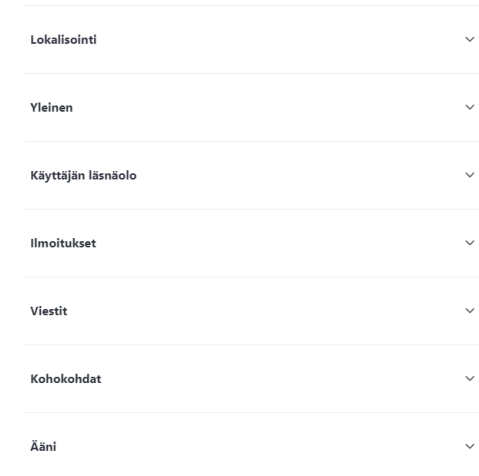 Lokalisointi
Yleinen
Käyttäjän läsnäolo
Ilmoitukset
Viestit
Kohokohdat
Ääni